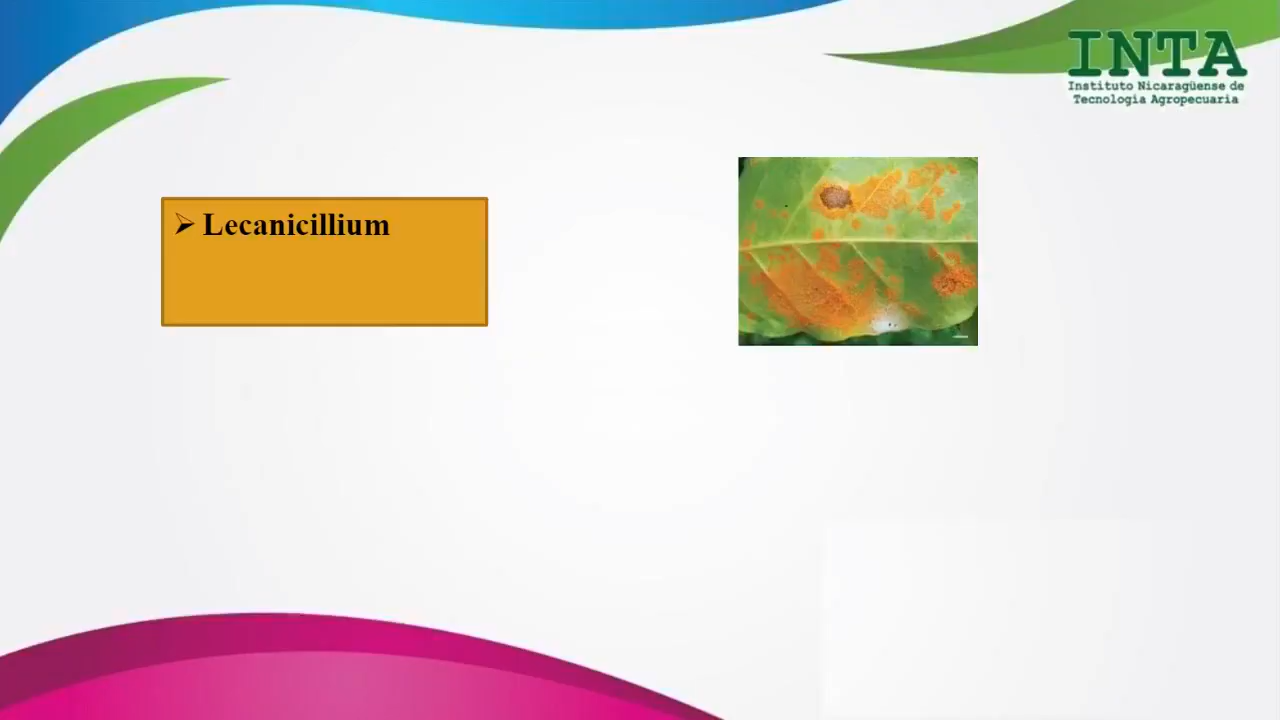 INTA
Instituto Nicaragüense de
Tecnología Agropecuaria
➢ Lecanicillium